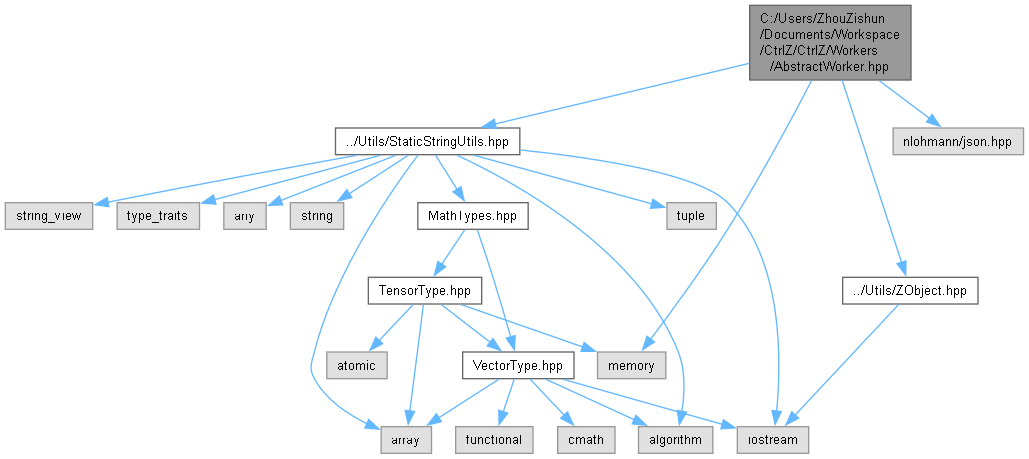 C:/Users/ZhouZishun
/Documents/Workspace
/CtrlZ/CtrlZ/Workers
/AbstractWorker.hpp
../Utils/StaticStringUtils.hpp
nlohmann/json.hpp
string_view
type_traits
any
string
MathTypes.hpp
tuple
TensorType.hpp
../Utils/ZObject.hpp
atomic
VectorType.hpp
memory
array
functional
cmath
algorithm
iostream